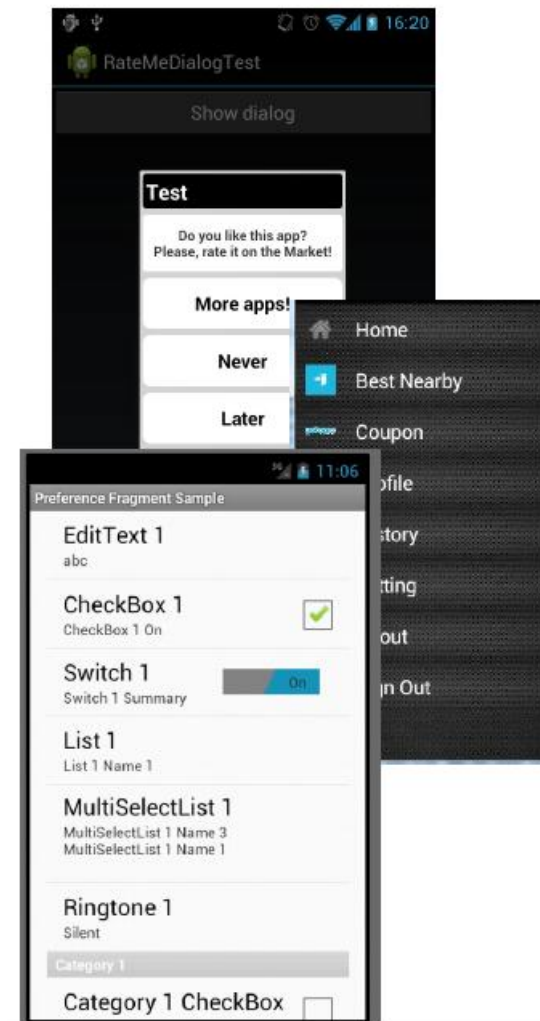 16:20
RateMeDialogTest
Show dialog
Test
Do you like this app?
Please, rate it on the Market!
More apps!
Never
Later
Home
Best Nearby
Coupon
ofile
story
tting
out
n Out
11:06
Preference Fragment Sample
EditText 1
abc
CheckBox 1
CheckBox 1 On
Switch 1
On
Switch 1 Summary
List 1
List 1 Name 1
MultiSelectList 1
MultiSelectList 1 Name 3
MultiSelectList 1 Name 1
Ringtone 1
Silent
Category 1
Category 1 CheckBox